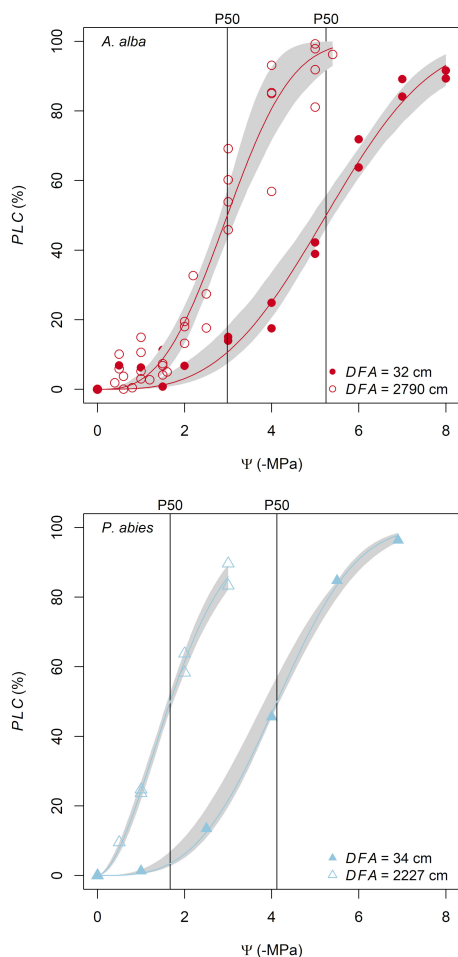 P50 P50
A. alba
100
80
60
40
20
0
PLC (%)
DFA = 32 cm
DFA = 2790 cm
0 2 4 6 8
Ψ (-MPa)
P50 P50
P. abies
100
80
60
40
20
0
PLC (%)
DFA = 34 cm
DFA = 2227 cm
0 2 4 6 8
Ψ (-MPa)